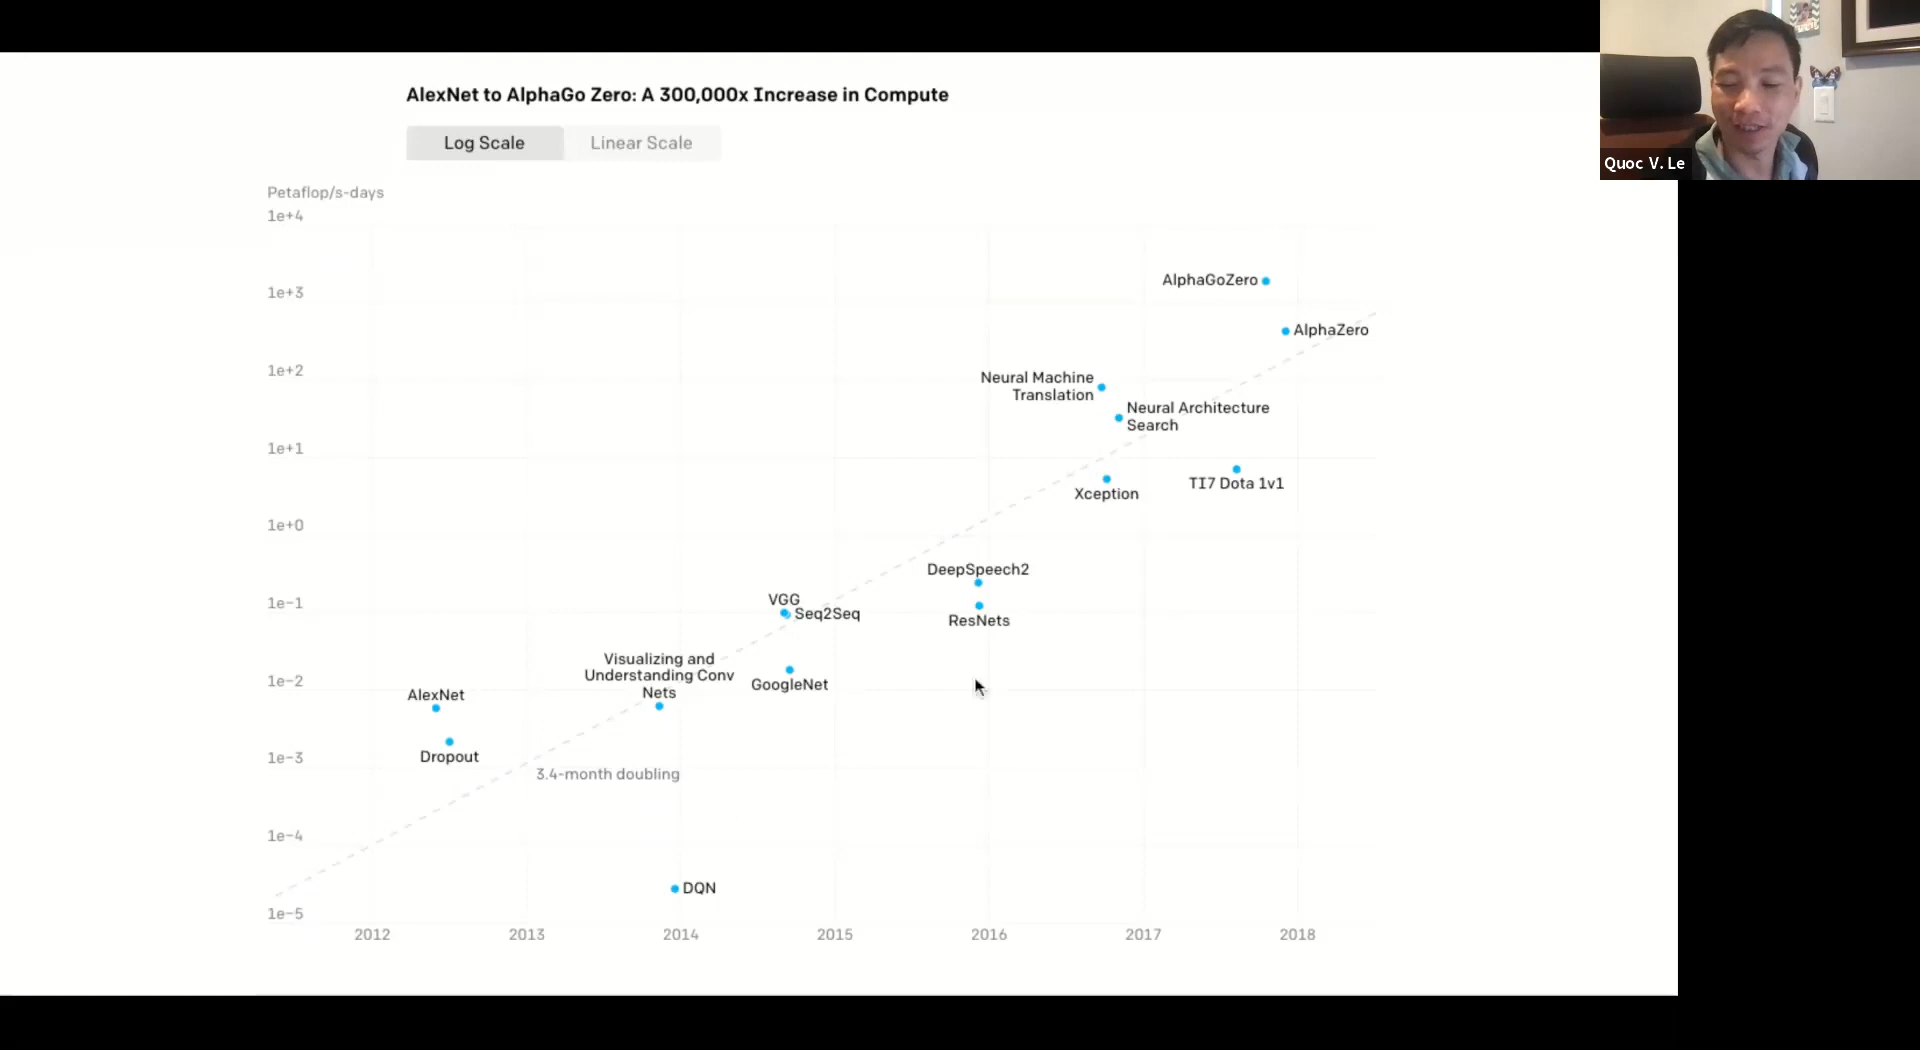 AlexNet to AlphaGo Zero: A 300,000x Increase in Compute
Log Scale
Linear Scale
Petaflop/s-days
1e+4
1e+3
1e+2
1e+1
1e+0
1e-1
1e-2
1e-3
1e-4
1e-5
AlphaGoZero
AlphaZero
Neural Machine
Translation
Neural Architecture
Search
Xception
TI7 Dota 1v1
DeepSpeech2
ResNets
VGG
Seq2Seq
GoogleNet
Visualizing and
Understanding Conv
Nets
AlexNet
Dropout
3.4-month doubling
DQN
2012
2013
2014
2015
2016
2017
2018
Quoc V. Le